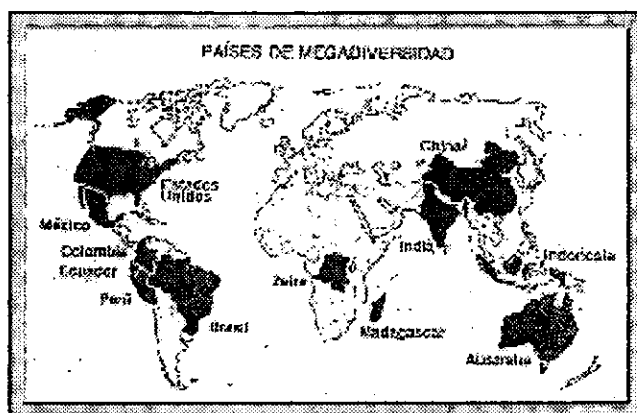 PAÍSES DE MEGADIVERSIDAD
China
Estados
Unidos
México
Colombia
Ecuador
Perú
Brasil
Zaire
Madagascar
India
Indonesia
Australia